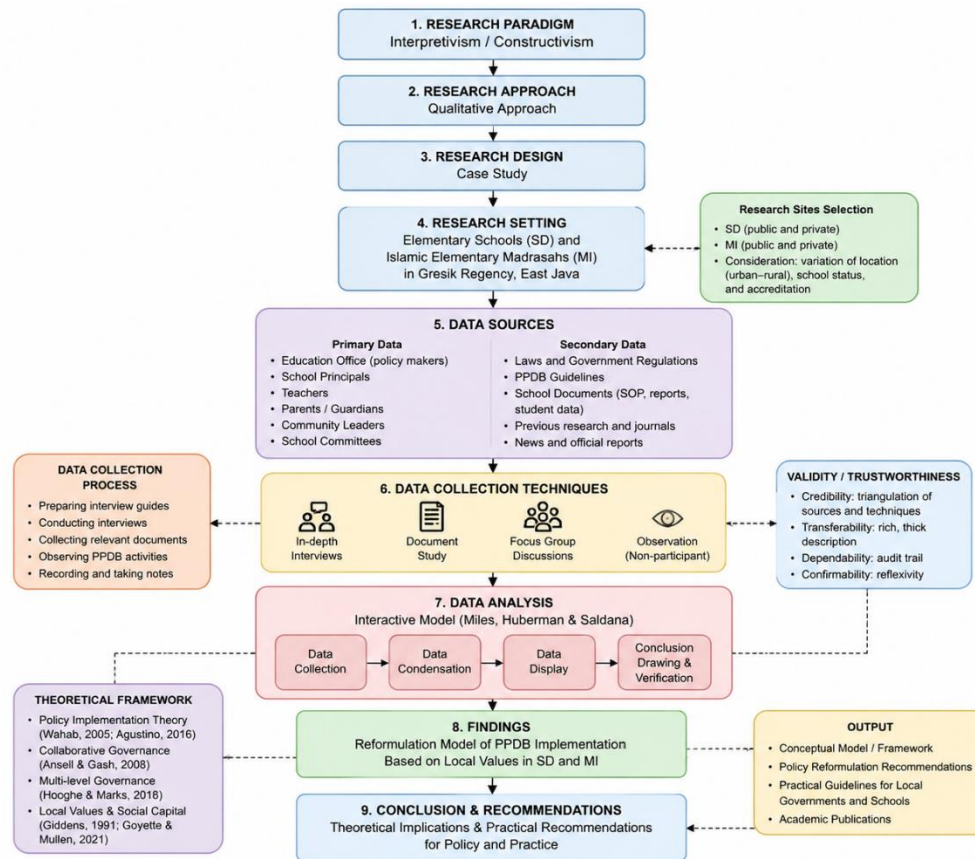 1. RESEARCH PARADIGM
Interpretivism / Constructivism
2. RESEARCH APPROACH
Qualitative Approach
3. RESEARCH DESIGN
Case Study
4. RESEARCH SETTING
Elementary Schools (SD) and
Islamic Elementary Madrasahs (MI)
in Gresik Regency, East Java
Research Sites Selection
• SD (public and private)
• MI (public and private)
• Consideration: variation of location
(urban–rural), school status,
and accreditation
5. DATA SOURCES
Primary Data
• Education Office (policy makers)
• School Principals
• Teachers
• Parents / Guardians
• Community Leaders
• School Committees
Secondary Data
• Laws and Government Regulations
• PPDB Guidelines
• School Documents (SOP, reports,
student data)
• Previous research and journals
• News and official reports
DATA COLLECTION
PROCESS
• Preparing interview guides
• Conducting interviews
• Collecting relevant documents
• Observing PPDB activities
• Recording and taking notes
6. DATA COLLECTION TECHNIQUES
In-depth
Interviews
Document
Study
Focus Group
Discussions
Observation
(Non-participant)
VALIDITY / TRUSTWORTHINESS
• Credibility: triangulation of
sources and techniques
• Transferability: rich, thick
description
• Dependability: audit trail
• Confirmability: reflexivity
7. DATA ANALYSIS
Interactive Model (Miles, Huberman & Saldana)
Data
Collection
Data
Condensation
Data
Display
Conclusion
Drawing &
Verification
THEORETICAL FRAMEWORK
• Policy Implementation Theory
(Wahab, 2005; Agustino, 2016)
• Collaborative Governance
(Ansell & Gash, 2008)
• Multi-level Governance
(Hooghe & Marks, 2018)
• Local Values & Social Capital
(Giddens, 1991; Goyette &
Mullen, 2021)
8. FINDINGS
Reformulation Model of PPDB Implementation
Based on Local Values in SD and MI
OUTPUT
• Conceptual Model / Framework
• Policy Reformulation Recommendations
• Practical Guidelines for Local
Governments and Schools
• Academic Publications
9. CONCLUSION & RECOMMENDATIONS
Theoretical Implications & Practical Recommendations
for Policy and Practice